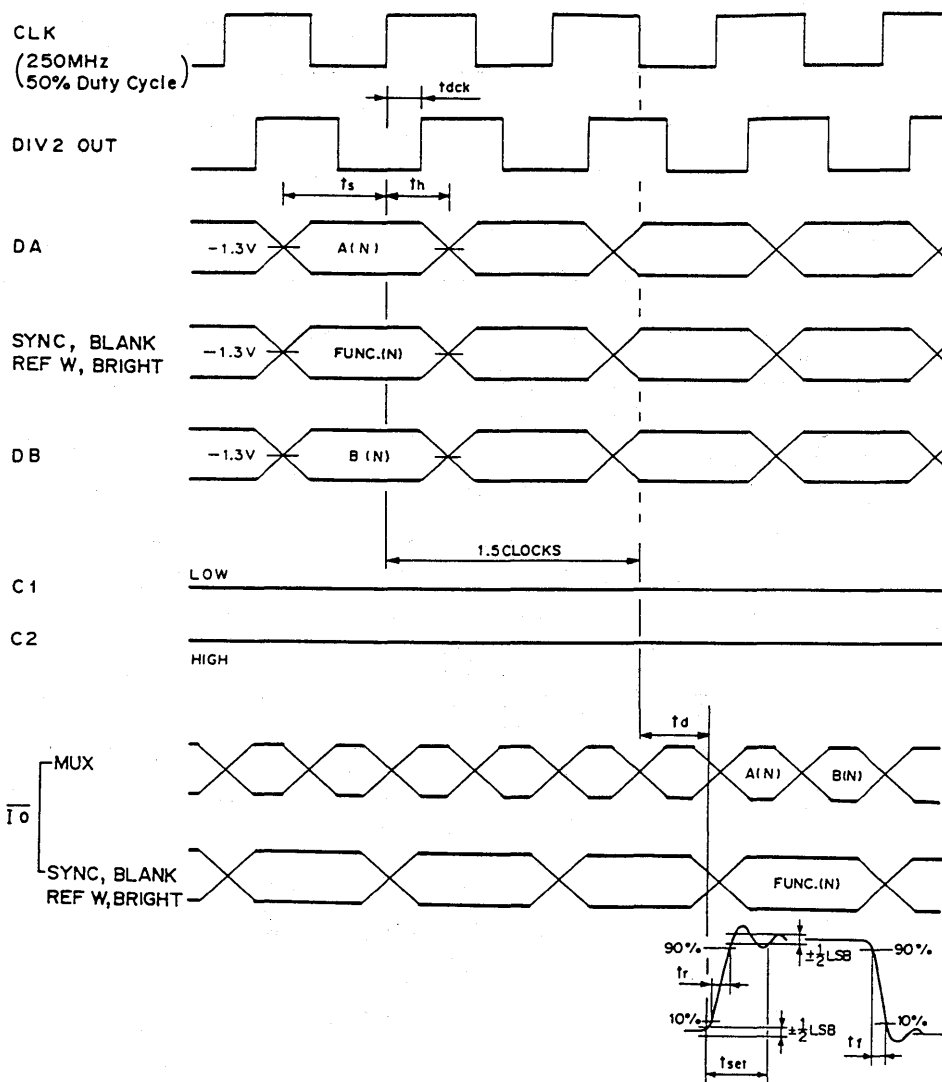 CLK
(250MHz
50% Duty Cycle)
tdck
DIV2 OUT
ts
th
DA
-1.3V
A(N)
SYNC, BLANK
REF W, BRIGHT
-1.3V
FUNC.(N)
DB
-1.3V
B(N)
1.5CLOCKS
C1
LOW
C2
HIGH
td
MUX
A(N)
B(N)
IO
SYNC, BLANK
REF W, BRIGHT
FUNC.(N)
90%
±½LSB
90%
tr
10%
±½LSB
10%
tf
tset